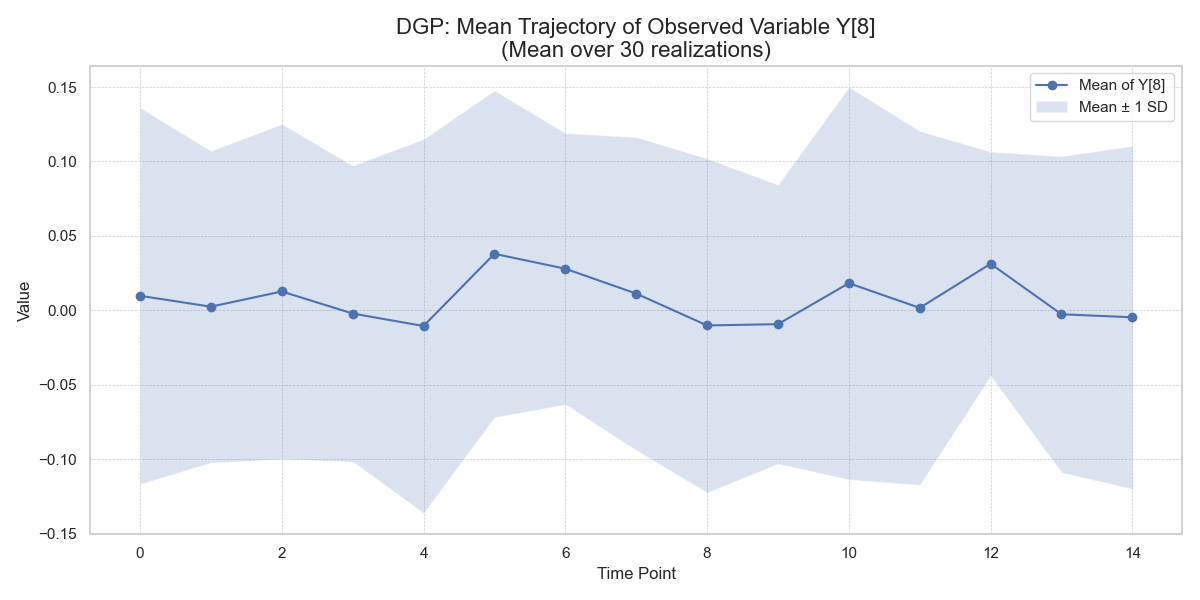 DGP: Mean Trajectory of Observed Variable Y[8]
(Mean over 30 realizations)
Mean of Y[8]
Mean ± 1 SD
Value
0.15
0.10
0.05
0.00
−0.05
−0.10
−0.15
0 2 4 6 8 10 12 14
Time Point